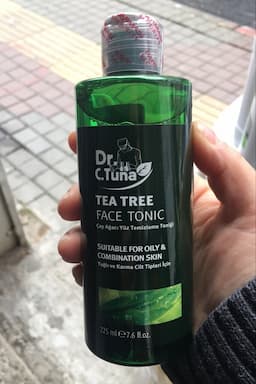 Dr.
C.Tuna
TEA TREE
FACE TONIC
Çay Ağacı Yüz Temizleme Toniği
SUITABLE FOR OILY &
COMBINATION SKIN
Yağlı ve Karma Cilt Tipleri İçin
225 ml ℮ 7.6 fl.oz.